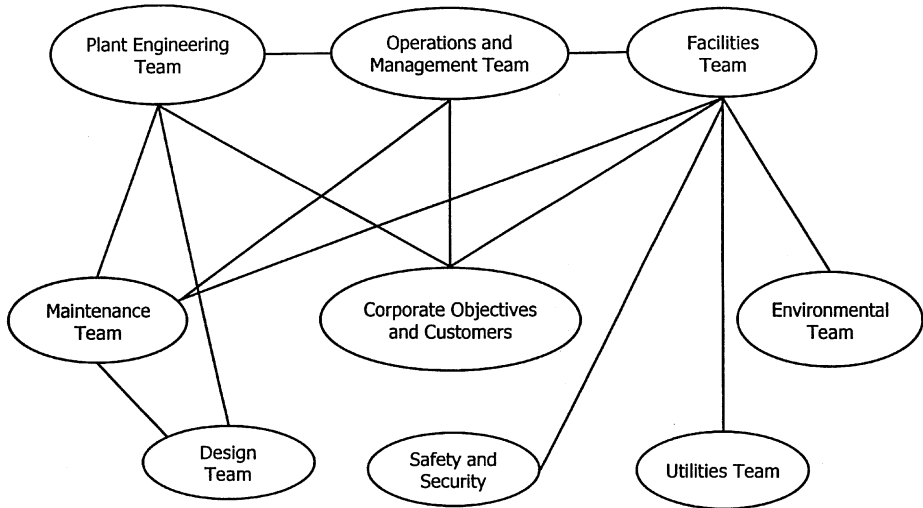 Plant Engineering
Team
Operations and
Management Team
Facilities
Team
Maintenance
Team
Corporate Objectives
and Customers
Environmental
Team
Design
Team
Safety and
Security
Utilities Team